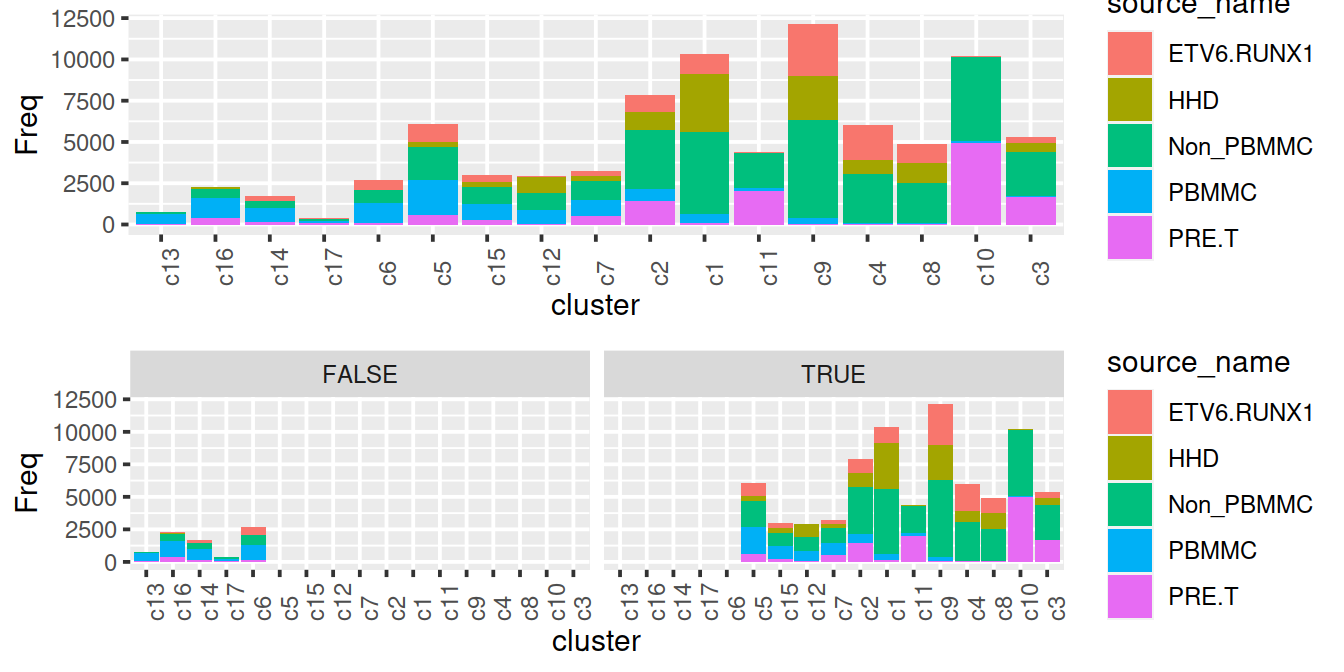 source_name
12500
10000
7500
5000
2500
0
Freq
ETV6.RUNX1
HHD
Non_PBMMC
PBMMC
PRE.T
c13
c16
c14
c17
c6
c5
c15
c12
c7
c2
c1
c11
c9
c4
c8
c10
c3
cluster
FALSE
TRUE
source_name
12500
10000
7500
5000
2500
0
Freq
ETV6.RUNX1
HHD
Non_PBMMC
PBMMC
PRE.T
c13
c16
c14
c17
c6
c5
c15
c12
c7
c2
c1
c11
c9
c4
c8
c10
c3
c13
c16
c14
c17
c6
c5
c15
c12
c7
c2
c1
c11
c9
c4
c8
c10
c3
cluster